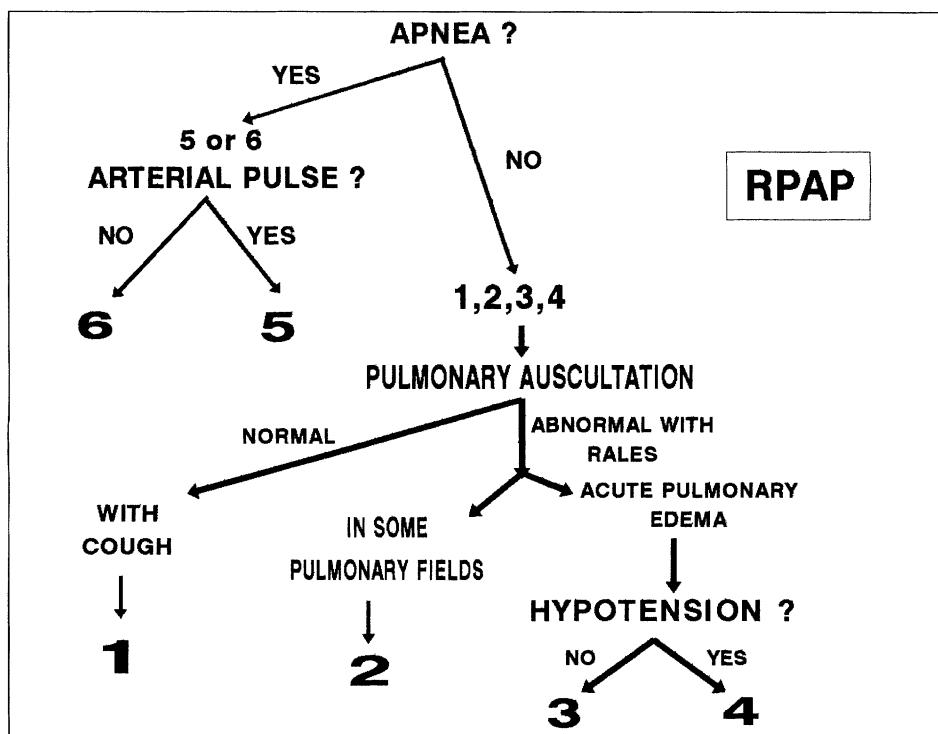 APNEA ?
YES
NO
5 or 6
ARTERIAL PULSE ?
RPAP
NO
YES
6
5
1,2,3,4
PULMONARY AUSCULTATION
NORMAL
ABNORMAL WITH
RALES
WITH
COUGH
IN SOME
PULMONARY FIELDS
ACUTE PULMONARY
EDEMA
HYPOTENSION ?
1
2
NO
YES
3
4